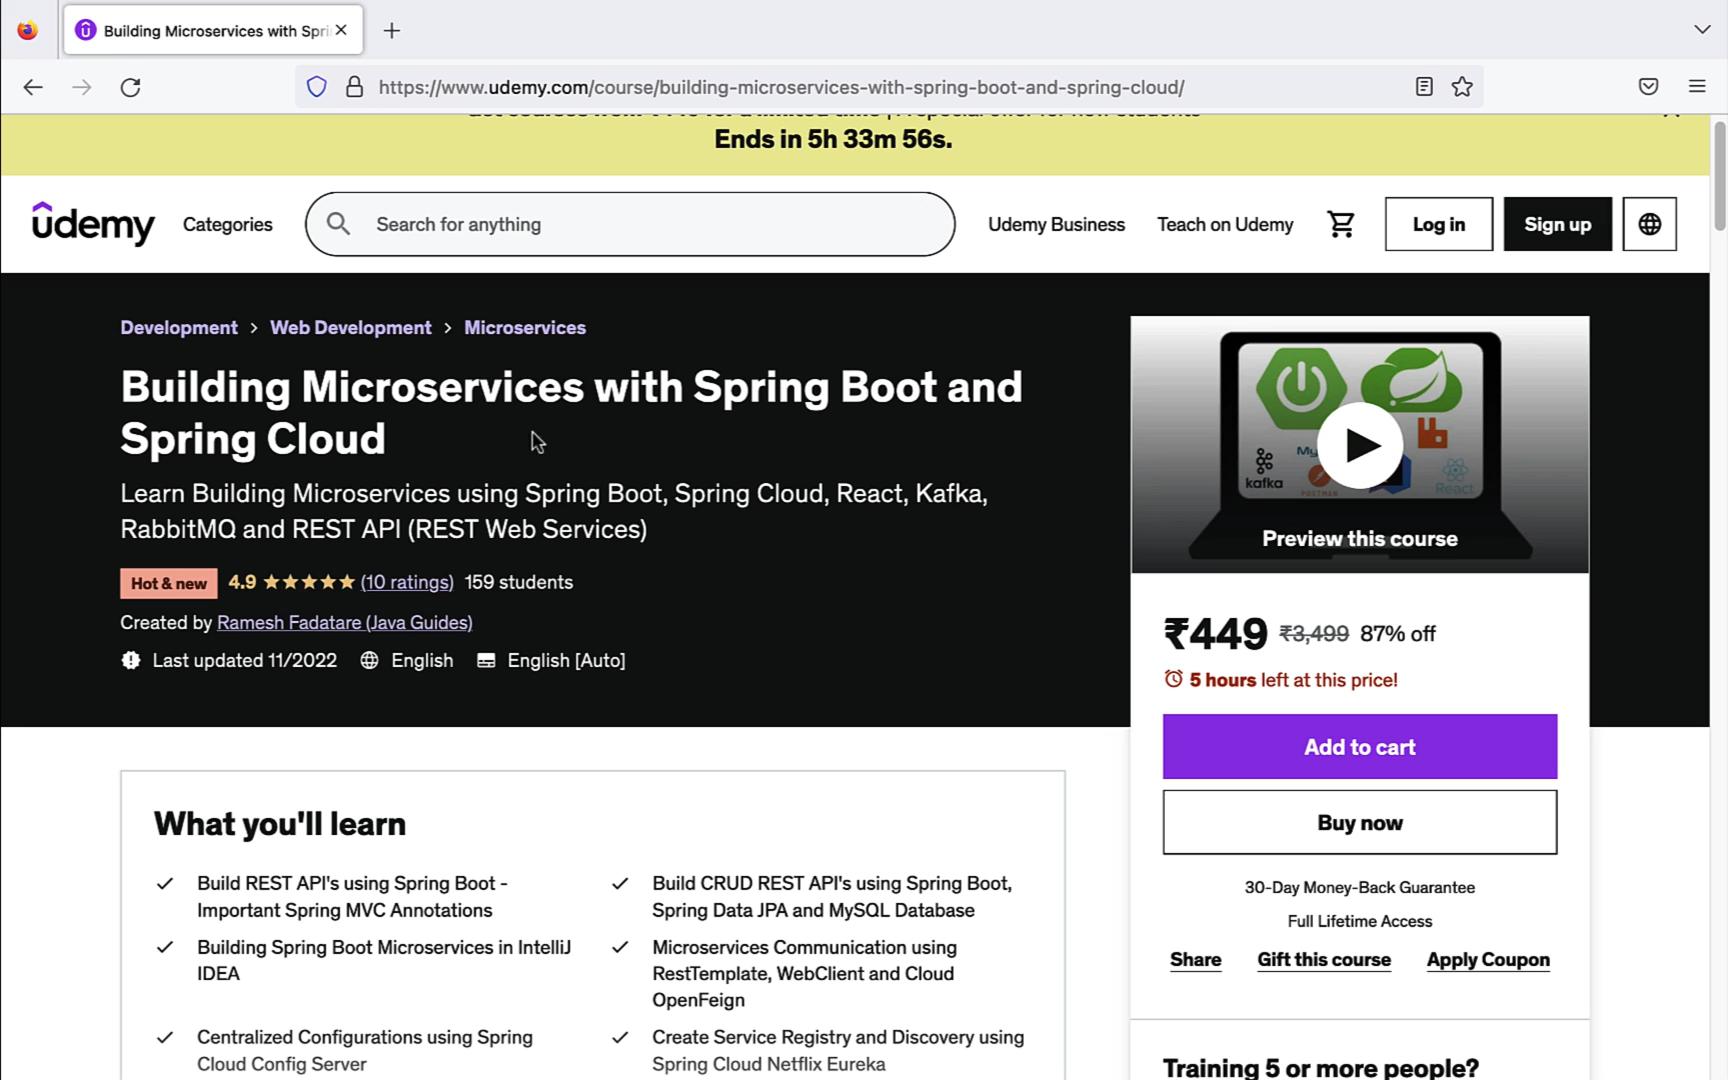 Building Microservices with Spri
https://www.udemy.com/course/building-microservices-with-spring-boot-and-spring-cloud/
Ends in 5h 33m 56s.
udemy
Categories
Search for anything
Udemy Business
Teach on Udemy
Log in
Sign up
Development > Web Development > Microservices
Building Microservices with Spring Boot and
Spring Cloud
Learn Building Microservices using Spring Boot, Spring Cloud, React, Kafka,
RabbitMQ and REST API (REST Web Services)
Hot & new 4.9 (10 ratings) 159 students
Created by Ramesh Fadatare (Java Guides)
Last updated 11/2022 English English [Auto]
My
kafka
POSTMAN
React
Preview this course
₹449 ₹3,499 87% off
5 hours left at this price!
Add to cart
Buy now
30-Day Money-Back Guarantee
Full Lifetime Access
Share Gift this course Apply Coupon
Training 5 or more people?
What you'll learn
Build REST API's using Spring Boot -
Important Spring MVC Annotations
Build CRUD REST API's using Spring Boot,
Spring Data JPA and MySQL Database
Building Spring Boot Microservices in IntelliJ
IDEA
Microservices Communication using
RestTemplate, WebClient and Cloud
OpenFeign
Centralized Configurations using Spring
Cloud Config Server
Create Service Registry and Discovery using
Spring Cloud Netflix Eureka